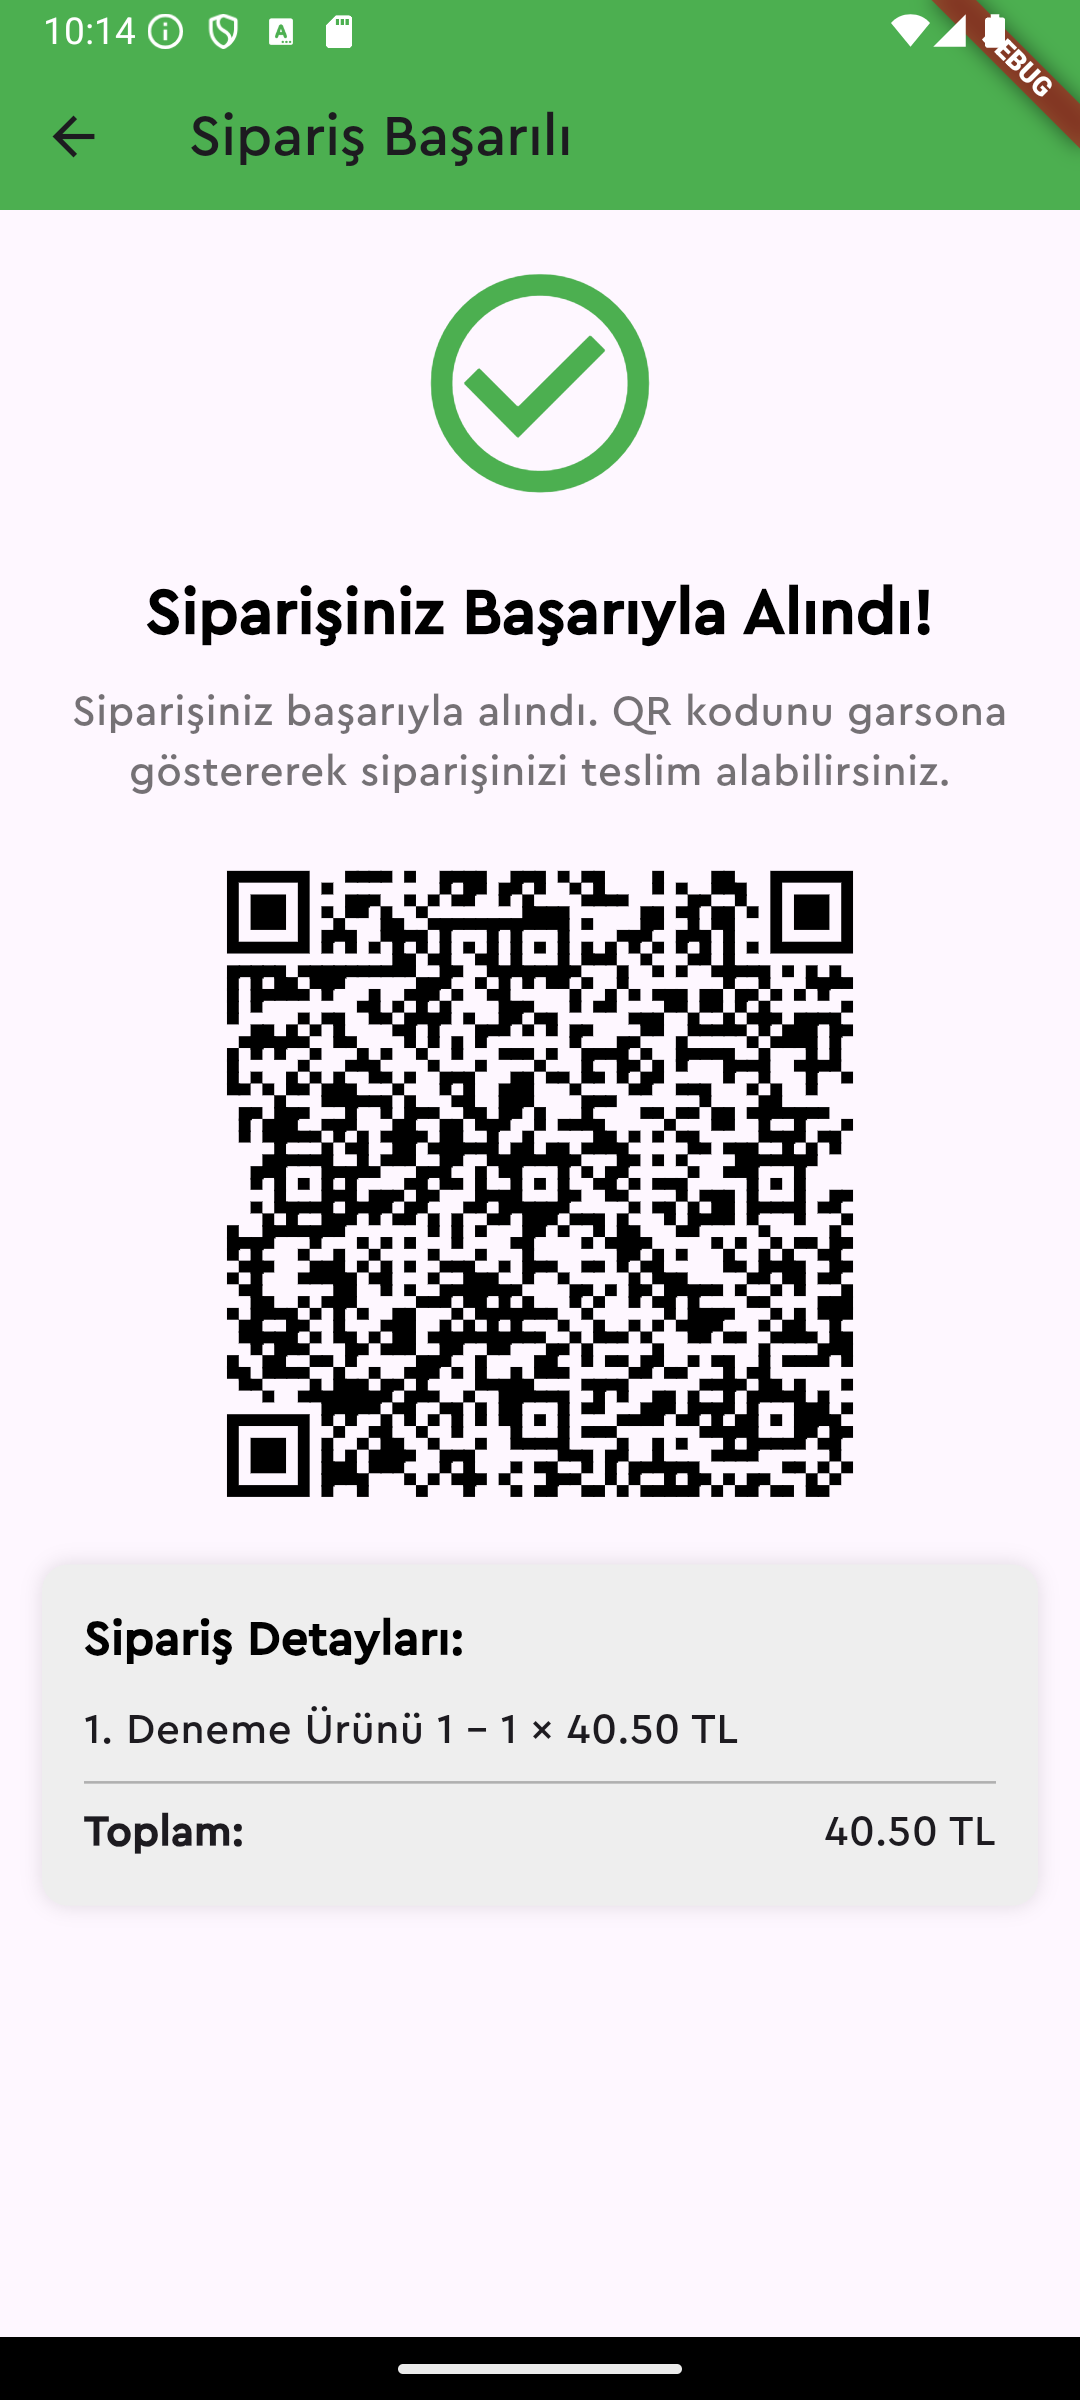 10:14
DEBUG
Sipariş Başarılı
Siparişiniz Başarıyla Alındı!
Siparişiniz başarıyla alındı. QR kodunu garsona
göstererek siparişinizi teslim alabilirsiniz.
Sipariş Detayları:
1. Deneme Ürünü 1 - 1 × 40.50 TL
Toplam: 40.50 TL